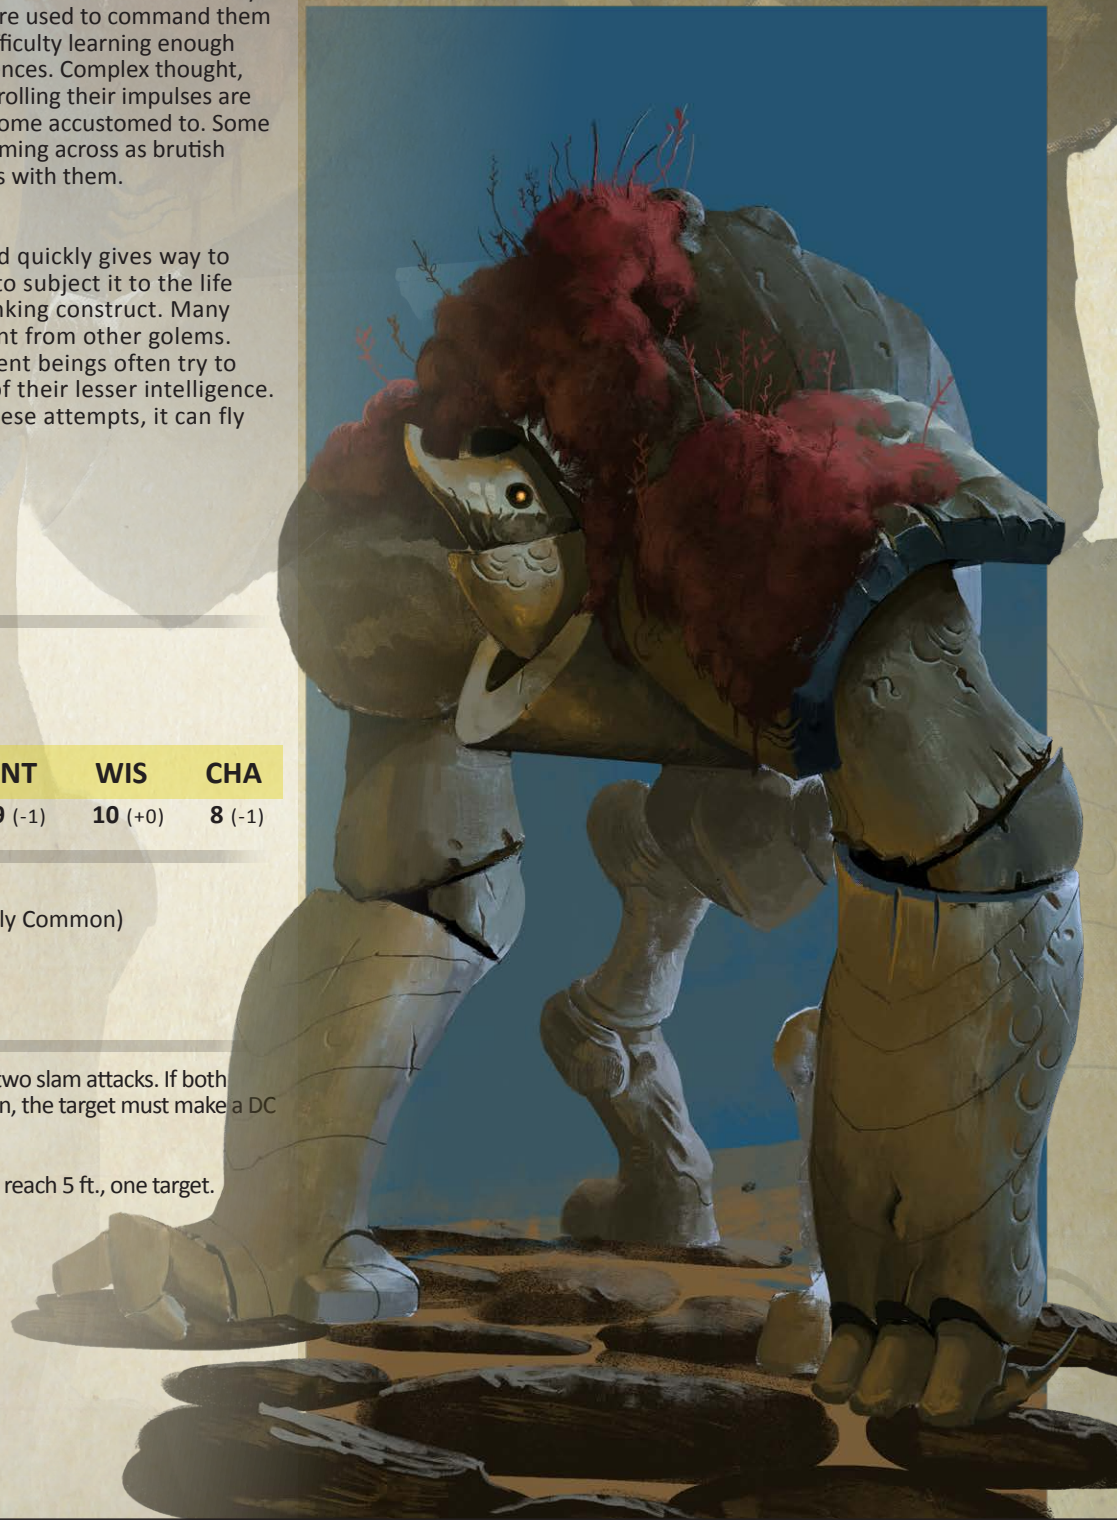 re used to command them
ficulty learning enough
nces. Complex thought,
rolling their impulses are
ome accustomed to. Some
ming across as brutish
s with them.
d quickly gives way to
to subject it to the life
nking construct. Many
nt from other golems.
ent beings often try to
of their lesser intelligence.
ese attempts, it can fly
NT WIS CHA
9 (-1) 10 (+0) 8 (-1)
ly Common)
two slam attacks. If both
n, the target must make a DC
reach 5 ft., one target.